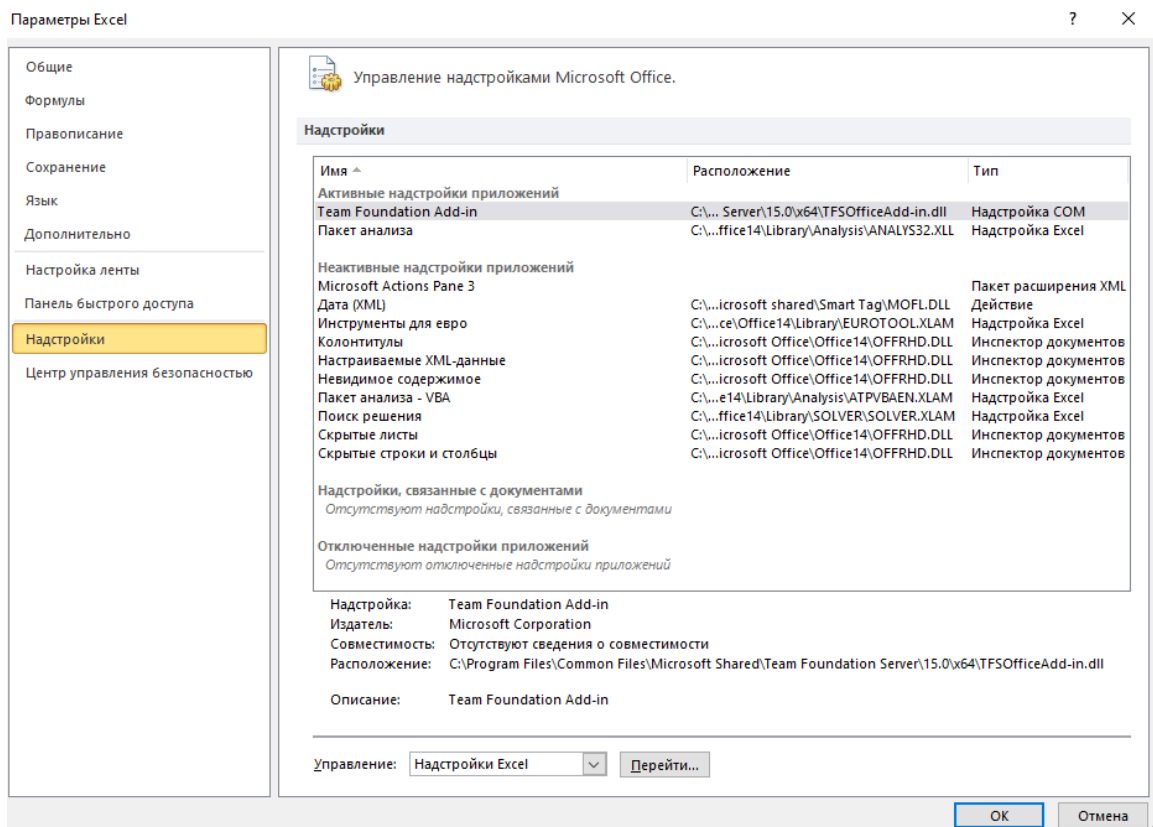 Параметры Excel
?
Общие
Формулы
Правописание
Сохранение
Язык
Дополнительно
Настройка ленты
Панель быстрого доступа
Надстройки
Центр управления безопасностью
Управление надстройками Microsoft Office.
Надстройки
Имя Расположение Тип
Активные надстройки приложений
Team Foundation Add-in C:\... Server\15.0\x64\TFSOfficeAdd-in.dll Надстройка COM
Пакет анализа C:\...ffice14\Library\Analysis\ANALYS32.XLL Надстройка Excel
Неактивные надстройки приложений
Microsoft Actions Pane 3 Пакет расширения XML
Дата (XML) C:\...icrosoft shared\Smart Tag\MOFL.DLL Действие
Инструменты для евро C:\...ce\Office14\Library\EUROTOOL.XLAM Надстройка Excel
Колонтитулы C:\...icrosoft Office\Office14\OFFRHD.DLL Инспектор документов
Настраиваемые XML-данные C:\...icrosoft Office\Office14\OFFRHD.DLL Инспектор документов
Невидимое содержимое C:\...icrosoft Office\Office14\OFFRHD.DLL Инспектор документов
Пакет анализа - VBA C:\...e14\Library\Analysis\ATPVBAEN.XLAM Надстройка Excel
Поиск решения C:\...ffice14\Library\SOLVER\SOLVER.XLAM Надстройка Excel
Скрытые листы C:\...icrosoft Office\Office14\OFFRHD.DLL Инспектор документов
Скрытые строки и столбцы C:\...icrosoft Office\Office14\OFFRHD.DLL Инспектор документов
Надстройки, связанные с документами
Отсутствуют надстройки, связанные с документами
Отключенные надстройки приложений
Отсутствуют отключенные надстройки приложений
Надстройка: Team Foundation Add-in
Издатель: Microsoft Corporation
Совместимость: Отсутствуют сведения о совместимости
Расположение: C:\Program Files\Common Files\Microsoft Shared\Team Foundation Server\15.0\x64\TFSOfficeAdd-in.dll
Описание: Team Foundation Add-in
Управление: Надстройки Excel Перейти...
ОК Отмена